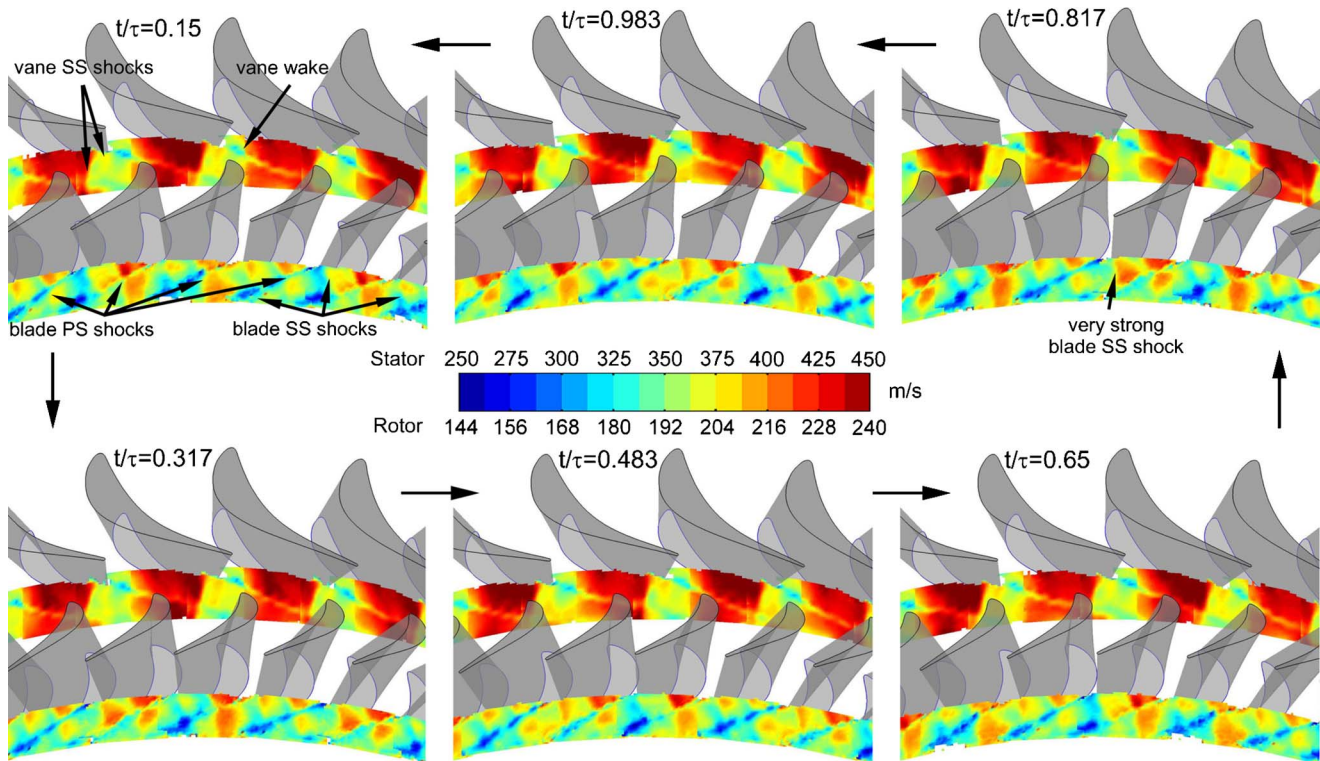 t/τ=0.15
t/τ=0.983
t/τ=0.817
vane SS shocks
vane wake
blade PS shocks
blade SS shocks
very strong
blade SS shock
Stator 250 275 300 325 350 375 400 425 450
m/s
Rotor 144 156 168 180 192 204 216 228 240
t/τ=0.317
t/τ=0.483
t/τ=0.65